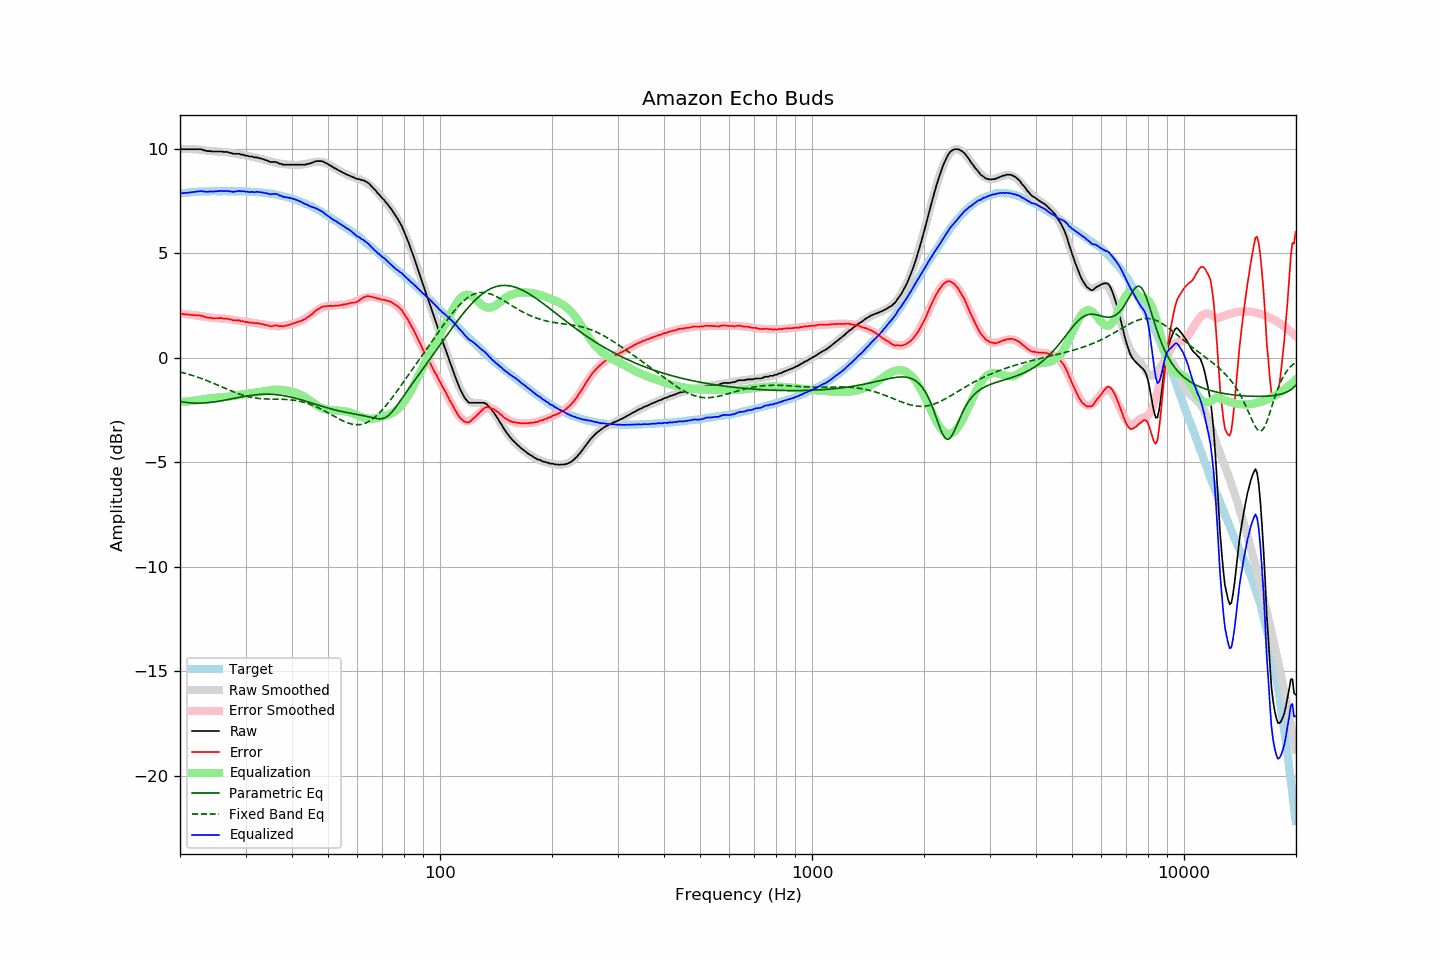 Amazon Echo Buds
10
5
0
−5
−10
−15
−20
Amplitude (dBr)
Target
Raw Smoothed
Error Smoothed
Raw
Error
Equalization
Parametric Eq
Fixed Band Eq
Equalized
100 1000 10000
Frequency (Hz)